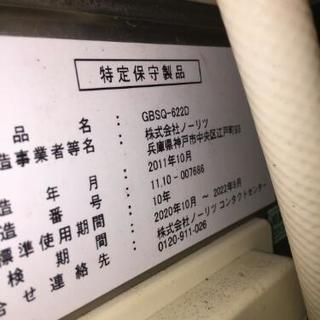 特定保守製品
品 名 : GBSQ-622D
造事業者等名 : 株式会社ノーリツ
兵庫県神戸市中央区江戸町93
造 年 月 : 2011年10月
造 番 号 : 11.10-007686
標準使用期間 : 10年
検 期 間 : 2020年10月 ～ 2022年9月
合せ連絡先 : 株式会社ノーリツ コンタクトセンター
0120-911-026